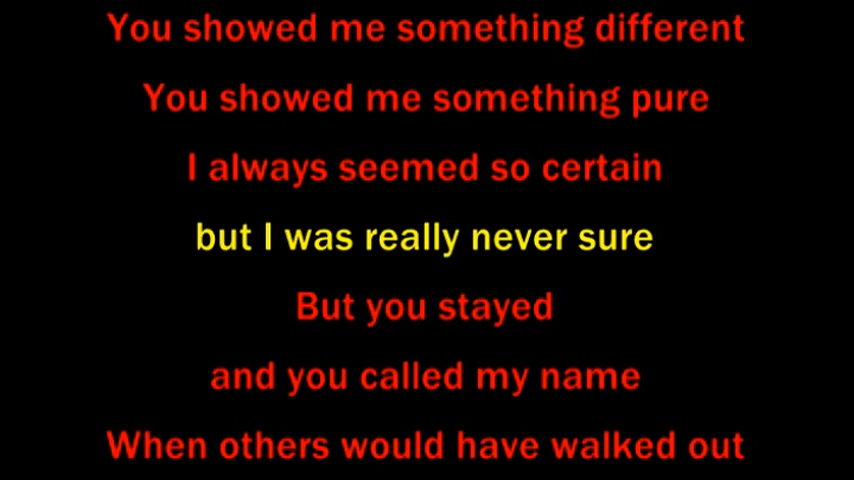 You showed me something different
You showed me something pure
I always seemed so certain
but I was really never sure
But you stayed
and you called my name
When others would have walked out